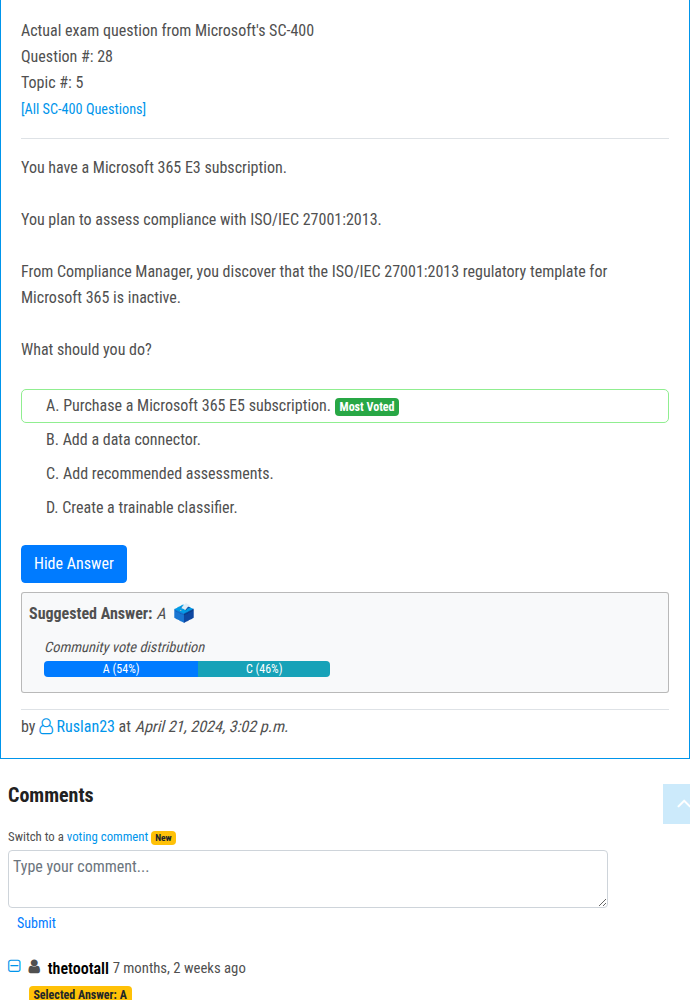 Actual exam question from Microsoft's SC-400
Question #: 28
Topic #: 5
[All SC-400 Questions]
You have a Microsoft 365 E3 subscription.
You plan to assess compliance with ISO/IEC 27001:2013.
From Compliance Manager, you discover that the ISO/IEC 27001:2013 regulatory template for
Microsoft 365 is inactive.
What should you do?
A. Purchase a Microsoft 365 E5 subscription. Most Voted
B. Add a data connector.
C. Add recommended assessments.
D. Create a trainable classifier.
Hide Answer
Suggested Answer: A
Community vote distribution
A (54%) C (46%)
by Ruslan23 at April 21, 2024, 3:02 p.m.
Comments
Switch to a voting comment New
Type your comment...
Submit
thetootall 7 months, 2 weeks ago
Selected Answer: A